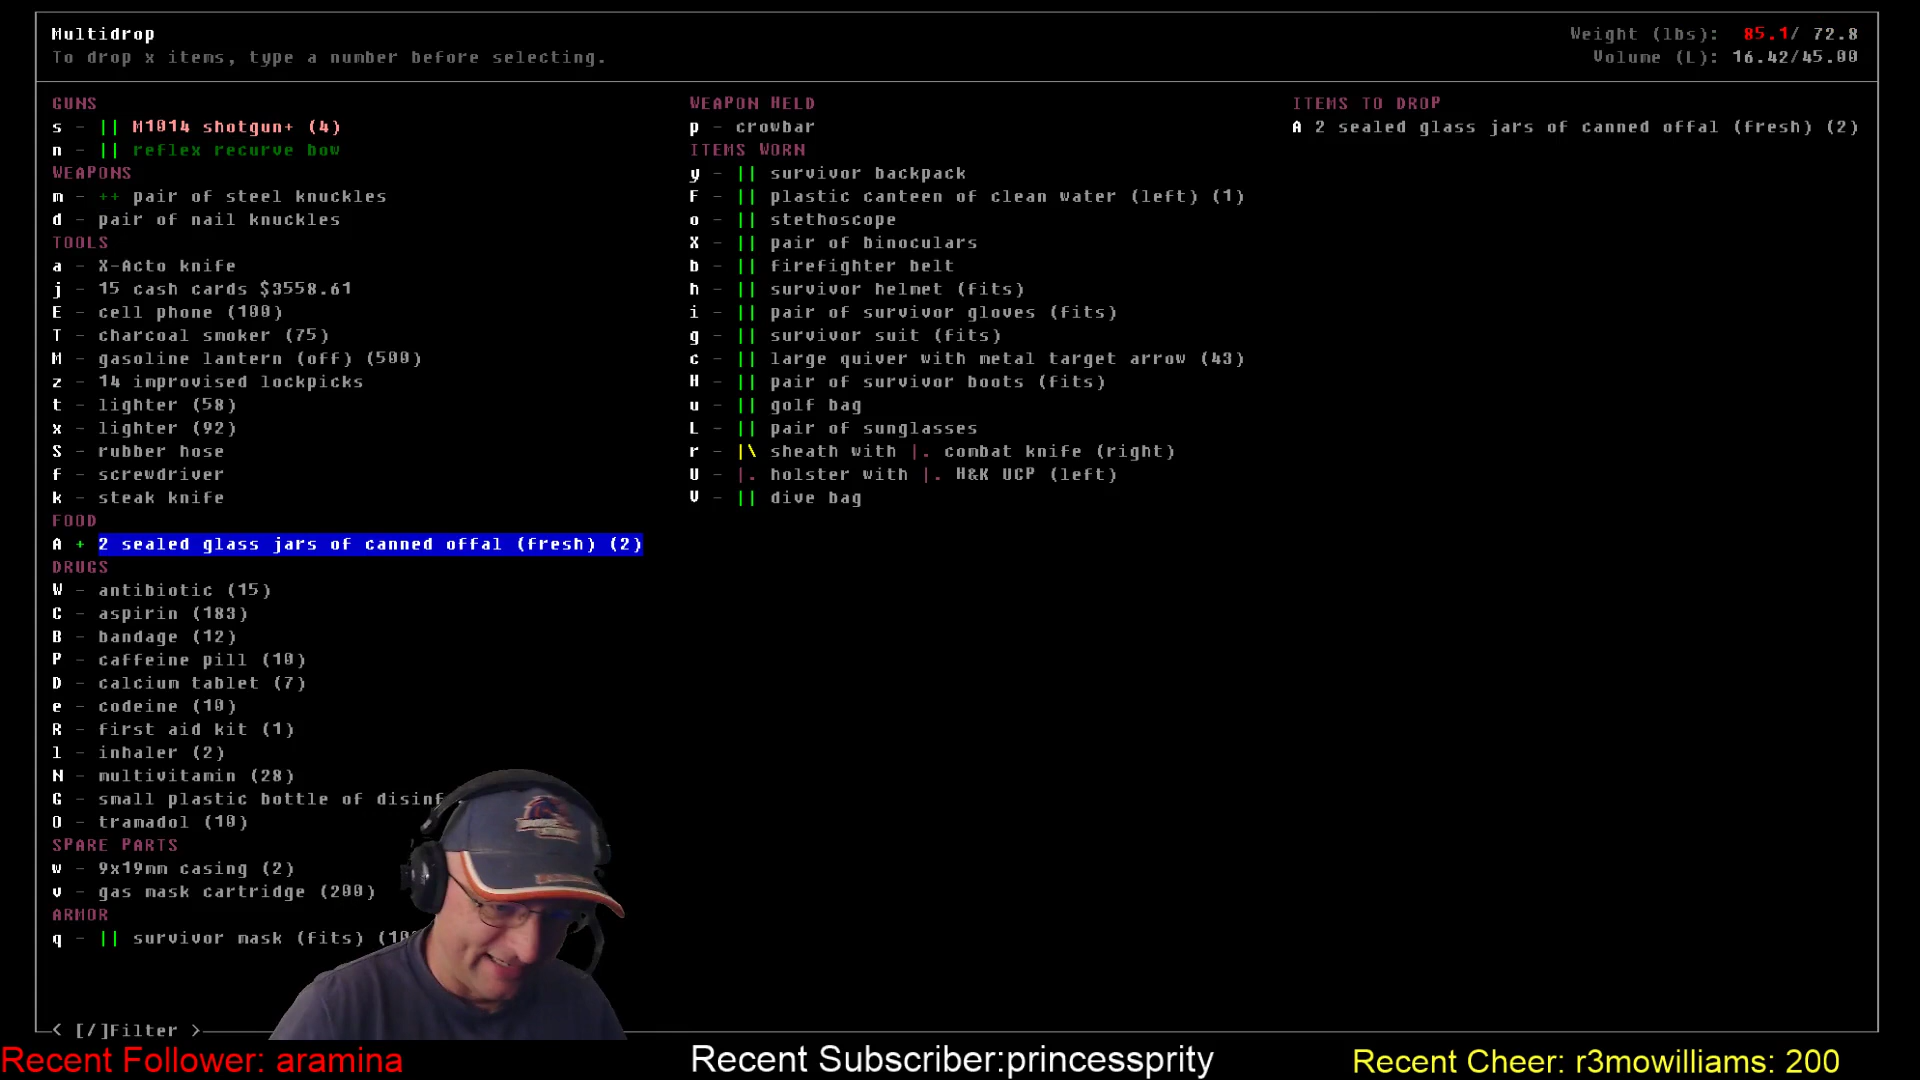 Multidrop
To drop x items, type a number before selecting.
Weight (lbs): 85.1/ 72.8
Volume (L): 16.42/45.00
GUNS
s - || M1014 shotgun+ (4)
n - || reflex recurve bow
WEAPONS
m - ++ pair of steel knuckles
d - pair of nail knuckles
TOOLS
a - X-Acto knife
j - 15 cash cards $3558.61
E - cell phone (100)
T - charcoal smoker (75)
M - gasoline lantern (off) (500)
z - 14 improvised lockpicks
t - lighter (58)
x - lighter (92)
S - rubber hose
f - screwdriver
k - steak knife
FOOD
A + 2 sealed glass jars of canned offal (fresh) (2)
DRUGS
W - antibiotic (15)
C - aspirin (183)
B - bandage (12)
P - caffeine pill (10)
D - calcium tablet (7)
e - codeine (10)
R - first aid kit (1)
l - inhaler (2)
N - multivitamin (28)
G - small plastic bottle of disinf
O - tramadol (10)
SPARE PARTS
w - 9x19mm casing (2)
v - gas mask cartridge (200)
ARMOR
q - || survivor mask (fits)
WEAPON HELD
p - crowbar
ITEMS WORN
y - || survivor backpack
F - || plastic canteen of clean water (left) (1)
o - || stethoscope
X - || pair of binoculars
b - || firefighter belt
h - || survivor helmet (fits)
i - || pair of survivor gloves (fits)
g - || survivor suit (fits)
c - || large quiver with metal target arrow (43)
H - || pair of survivor boots (fits)
u - || golf bag
L - || pair of sunglasses
r - |\ sheath with |. combat knife (right)
U - |. holster with |. H&K UCP (left)
V - || dive bag
ITEMS TO DROP
A 2 sealed glass jars of canned offal (fresh) (2)
< [/]Filter >
Recent Follower: aramina
Recent Subscriber:princessprity
Recent Cheer: r3mowilliams: 200